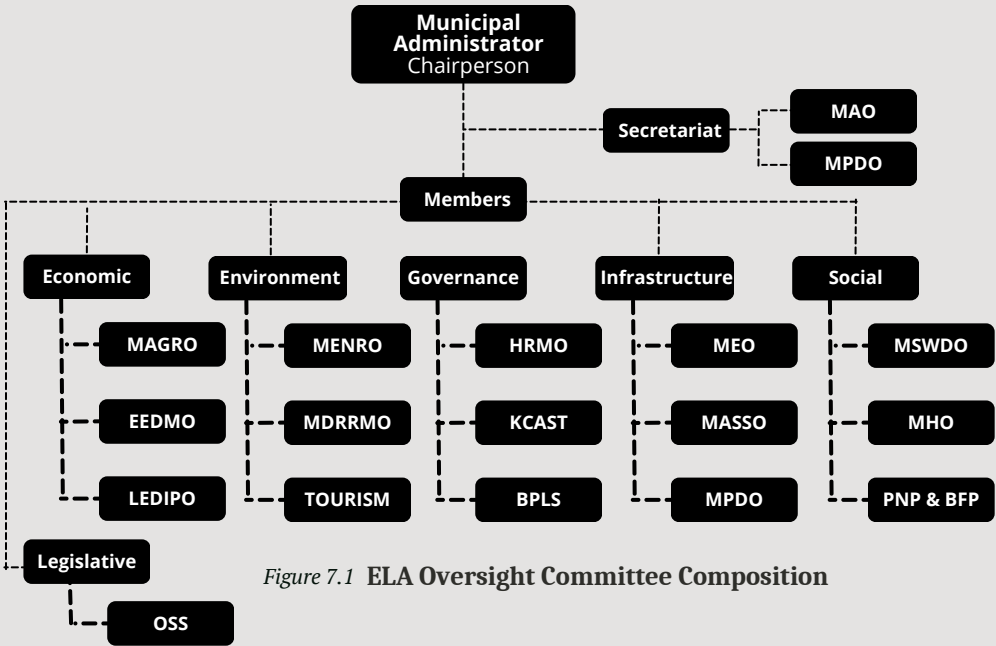 Municipal
Administrator
Chairperson
MAO
Secretariat
MPDO
Members
Economic
Environment
Governance
Infrastructure
Social
MAGRO
MENRO
HRMO
MEO
MSWDO
EEDMO
MDRRMO
KCAST
MASSO
MHO
LEDIPO
TOURISM
BPLS
MPDO
PNP & BFP
Legislative
Figure 7.1 ELA Oversight Committee Composition
OSS